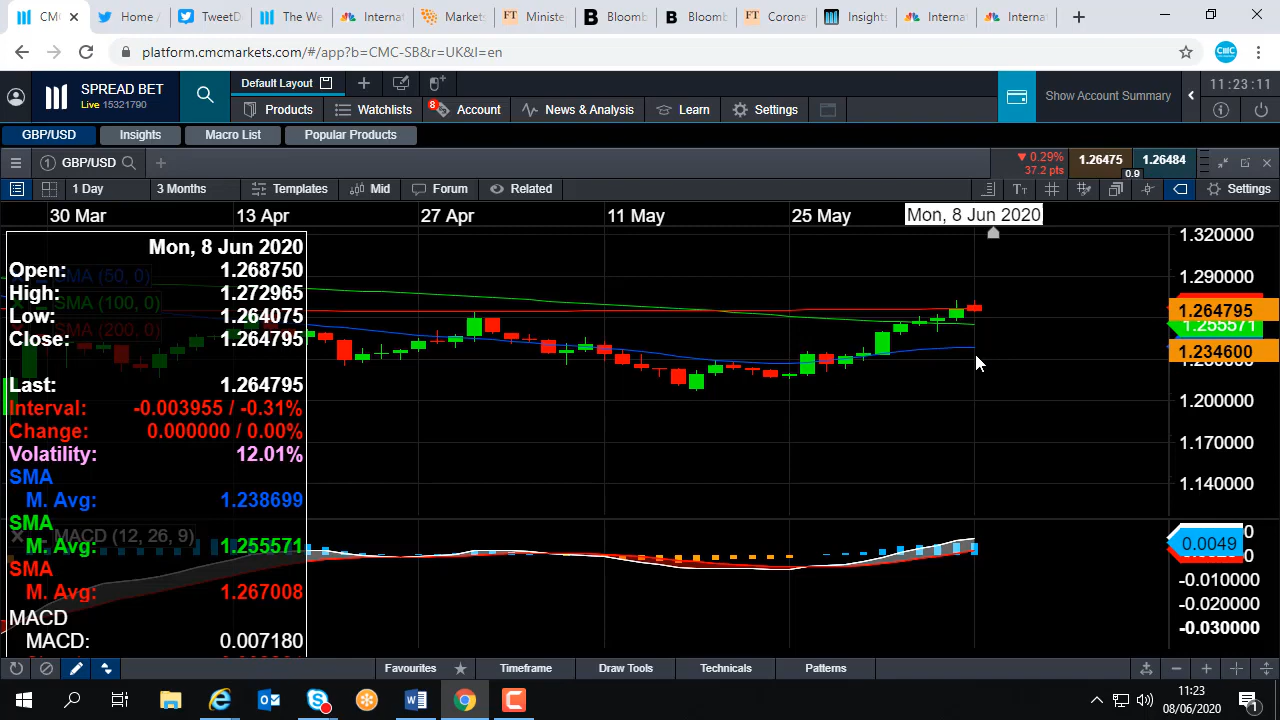 CMC M
Home /
TweetD
The We
Internat
Markets
Ministe
Bloomb
Bloomb
Corona
Insights
Interna
Interna
platform.cmcmarkets.com/#/app?b=CMC-SB&r=UK&l=en
CMC
SPREAD BET
Live 15321790
Default Layout
Products
Watchlists
8
Account
News & Analysis
Learn
Settings
Show Account Summary
11:23:11
GBP/USD
Insights
Macro List
Popular Products
1 GBP/USD
0.29%
37.2 pts
1.26475
0.9
1.26484
1 Day
3 Months
Templates
Mid
Forum
Related
Settings
30 Mar
13 Apr
27 Apr
11 May
25 May
Mon, 8 Jun 2020
Mon, 8 Jun 2020
Open: 1.268750
High: 1.272965
Low: 1.264075
Close: 1.264795
Last: 1.264795
Interval: -0.003955 / -0.31%
Change: 0.000000 / 0.00%
Volatility: 12.01%
SMA
M. Avg: 1.238699
SMA
M. Avg: 1.255571
SMA
M. Avg: 1.267008
MACD
MACD: 0.007180
SMA (50, 0)
SMA (100, 0)
SMA (200, 0)
MACD (12, 26, 9)
1.320000
1.290000
1.264795
1.255571
1.234600
1.200000
1.170000
1.140000
0.0049
-0.010000
-0.020000
-0.030000
Favourites
Timeframe
Draw Tools
Technicals
Patterns
11:23
08/06/2020
1